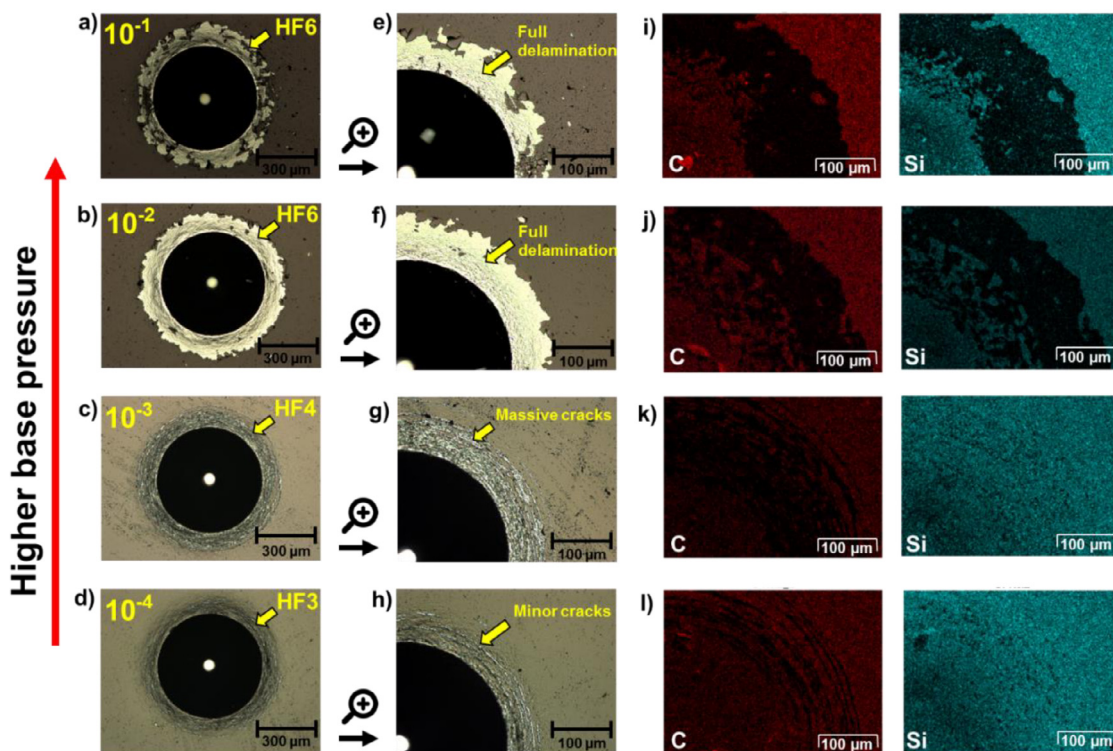 Higher base pressure
a) 10-1 HF6
300 µm
e) Full
delamination
100 µm
i) C
100 µm
Si
100 µm
b) 10-2 HF6
300 µm
f) Full
delamination
100 µm
j) C
100 µm
Si
100 µm
c) 10-3 HF4
300 µm
g) Massive cracks
100 µm
k) C
100 µm
Si
100 µm
d) 10-4 HF3
300 µm
h) Minor cracks
100 µm
l) C
100 µm
Si
100 µm